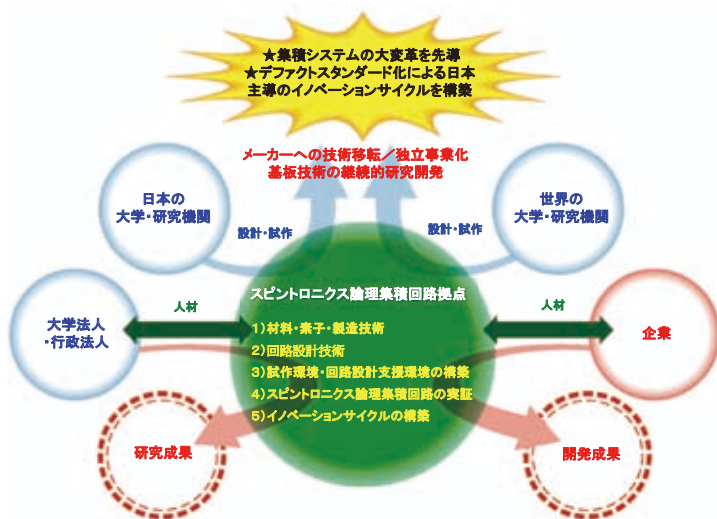 ★集積システムの大変革を先導
★デファクトスタンダード化による日本
主導のイノベーションサイクルを構築
メーカーへの技術移転／独立事業化
基板技術の継続的研究開発
日本の
大学・研究機関
世界の
大学・研究機関
設計・試作
設計・試作
スピントロニクス論理集積回路拠点
人材
人材
大学法人
・行政法人
企業
1)材料・素子・製造技術
2)回路設計技術
3)試作環境・回路設計支援環境の構築
4)スピントロニクス論理集積回路の実証
5)イノベーションサイクルの構築
研究成果
開発成果